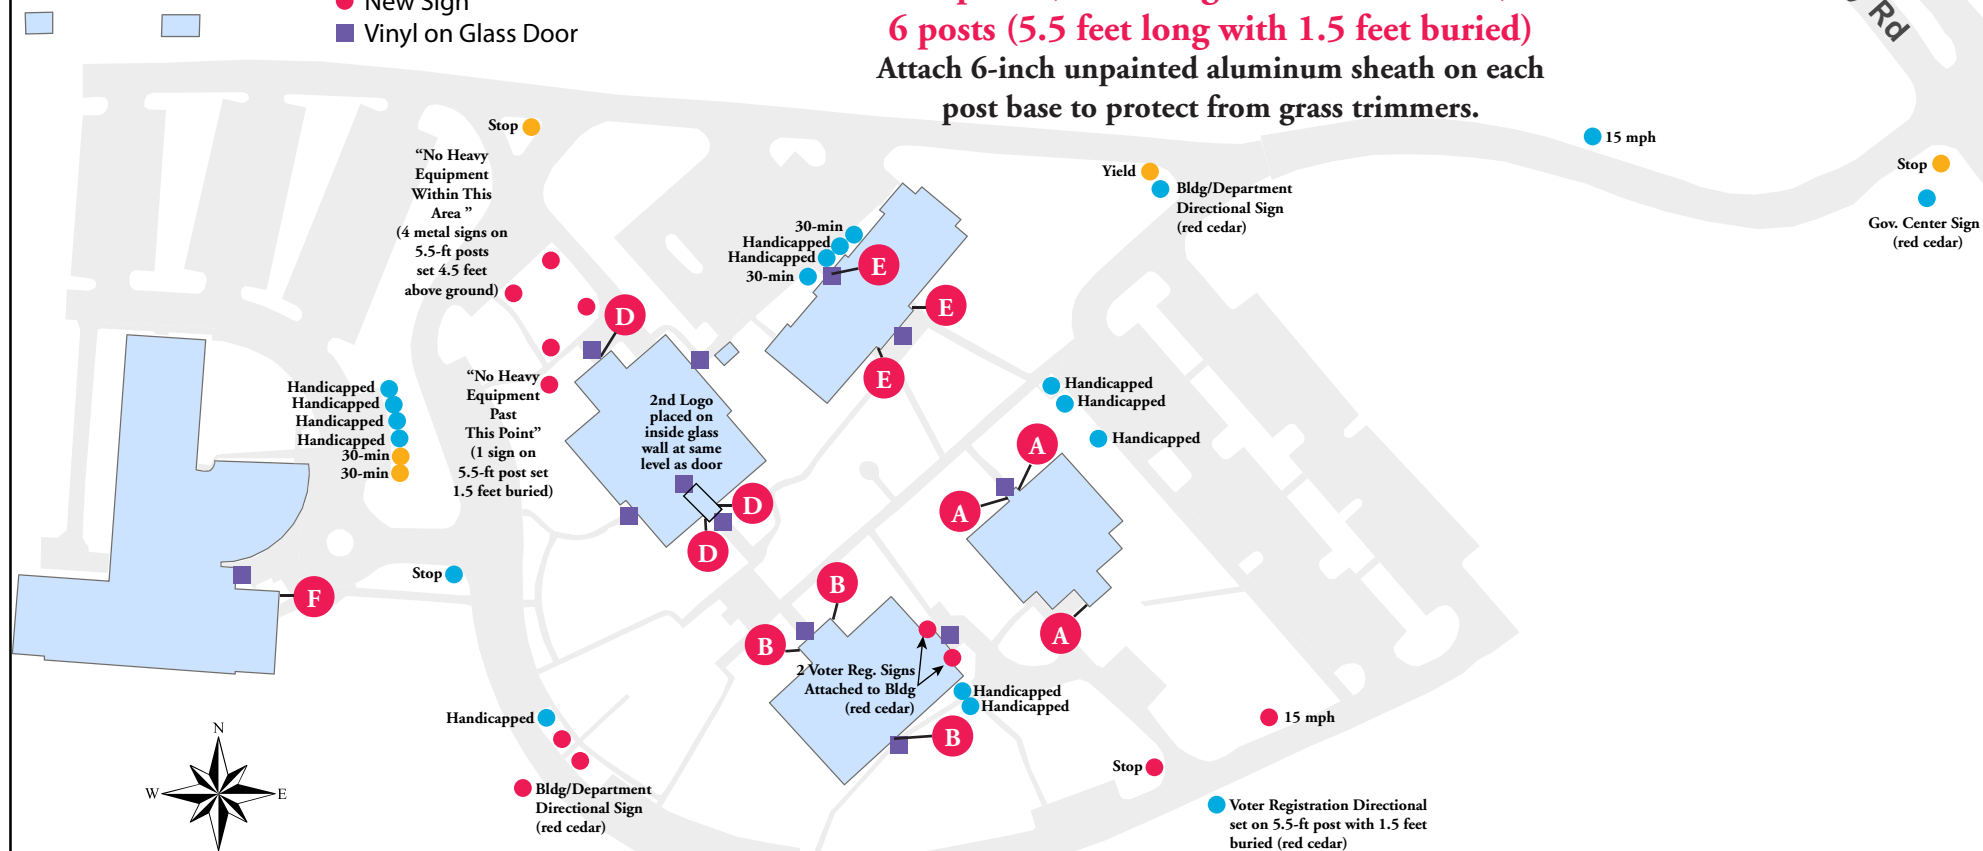 New Sign
Vinyl on Glass Door
6 posts (5.5 feet long with 1.5 feet buried)
Attach 6-inch unpainted aluminum sheath on each
post base to protect from grass trimmers.
Rd
Stop
“No Heavy
Equipment
Within This
Area ”
(4 metal signs on
5.5-ft posts
set 4.5 feet
above ground)
Yield
Bldg/Department
Directional Sign
(red cedar)
15 mph
Stop
Gov. Center Sign
(red cedar)
30-min
Handicapped
Handicapped
30-min
E
E
E
D
Handicapped
Handicapped
Handicapped
Handicapped
30-min
30-min
“No Heavy
Equipment
Past
This Point”
(1 sign on
5.5-ft post set
1.5 feet buried)
2nd Logo
placed on
inside glass
wall at same
level as door
D
D
Handicapped
Handicapped
Handicapped
A
A
A
Stop
F
B
B
2 Voter Reg. Signs
Attached to Bldg
(red cedar)
Handicapped
Handicapped
B
Handicapped
Bldg/Department
Directional Sign
(red cedar)
15 mph
Stop
Voter Registration Directional
set on 5.5-ft post with 1.5 feet
buried (red cedar)
N
W
E